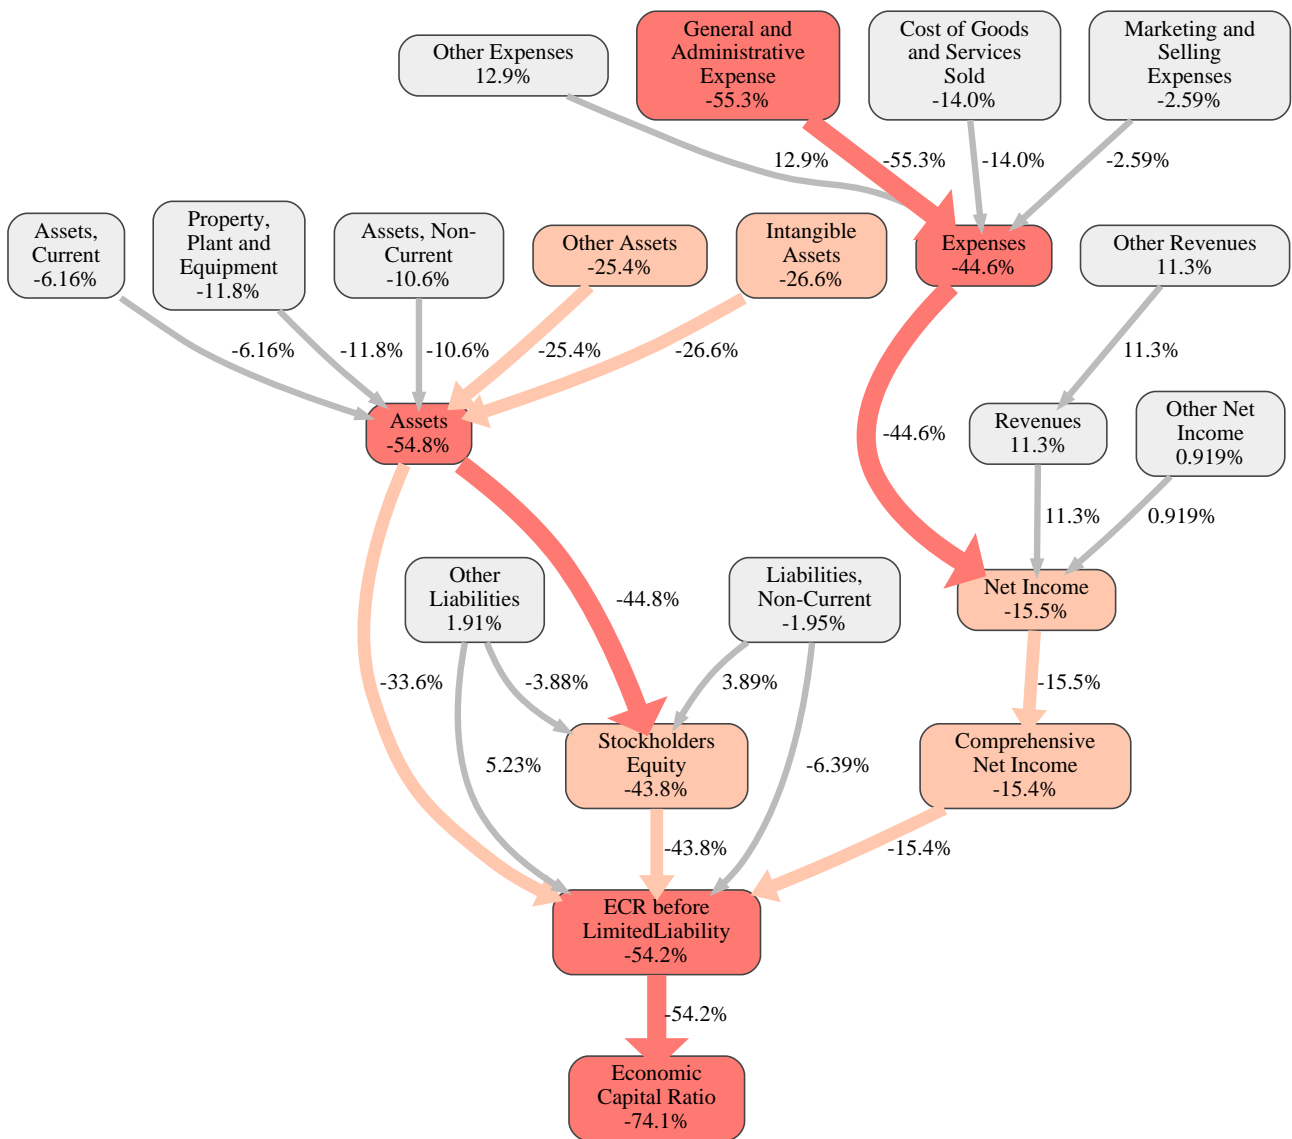 Other Expenses
12.9%
General and
Administrative
Expense
-55.3%
Cost of Goods
and Services
Sold
-14.0%
Marketing and
Selling
Expenses
-2.59%
12.9%
-55.3%
-14.0%
-2.59%
Assets,
Current
-6.16%
Property,
Plant and
Equipment
-11.8%
Assets, Non-
Current
-10.6%
Other Assets
-25.4%
Intangible
Assets
-26.6%
Expenses
-44.6%
Other Revenues
11.3%
-6.16%
-11.8%
-10.6%
-25.4%
-26.6%
11.3%
Assets
-54.8%
-44.6%
Revenues
11.3%
Other Net
Income
0.919%
11.3%
0.919%
Other
Liabilities
1.91%
-44.8%
Liabilities,
Non-Current
-1.95%
Net Income
-15.5%
-33.6%
-3.88%
3.89%
-15.5%
5.23%
Stockholders
Equity
-43.8%
-6.39%
Comprehensive
Net Income
-15.4%
-43.8%
-15.4%
ECR before
LimitedLiability
-54.2%
-54.2%
Economic
Capital Ratio
-74.1%